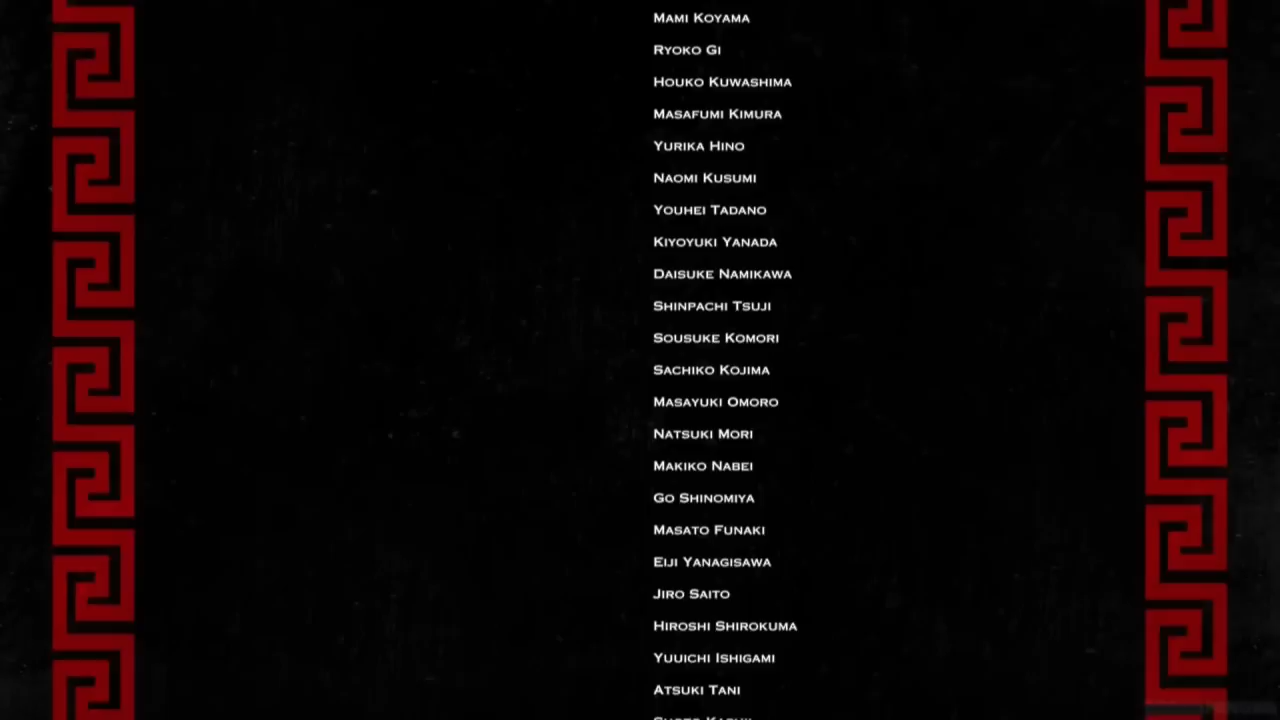 Mami Koyama
Ryoko Gi
Houko Kuwashima
Masafumi Kimura
Yurika Hino
Naomi Kusumi
Youhei Tadano
Kiyoyuki Yanada
Daisuke Namikawa
Shinpachi Tsuji
Sousuke Komori
Sachiko Kojima
Masayuki Omoro
Natsuki Mori
Makiko Nabei
Go Shinomiya
Masato Funaki
Eiji Yanagisawa
Jiro Saito
Hiroshi Shirokuma
Yuuichi Ishigami
Atsuki Tani